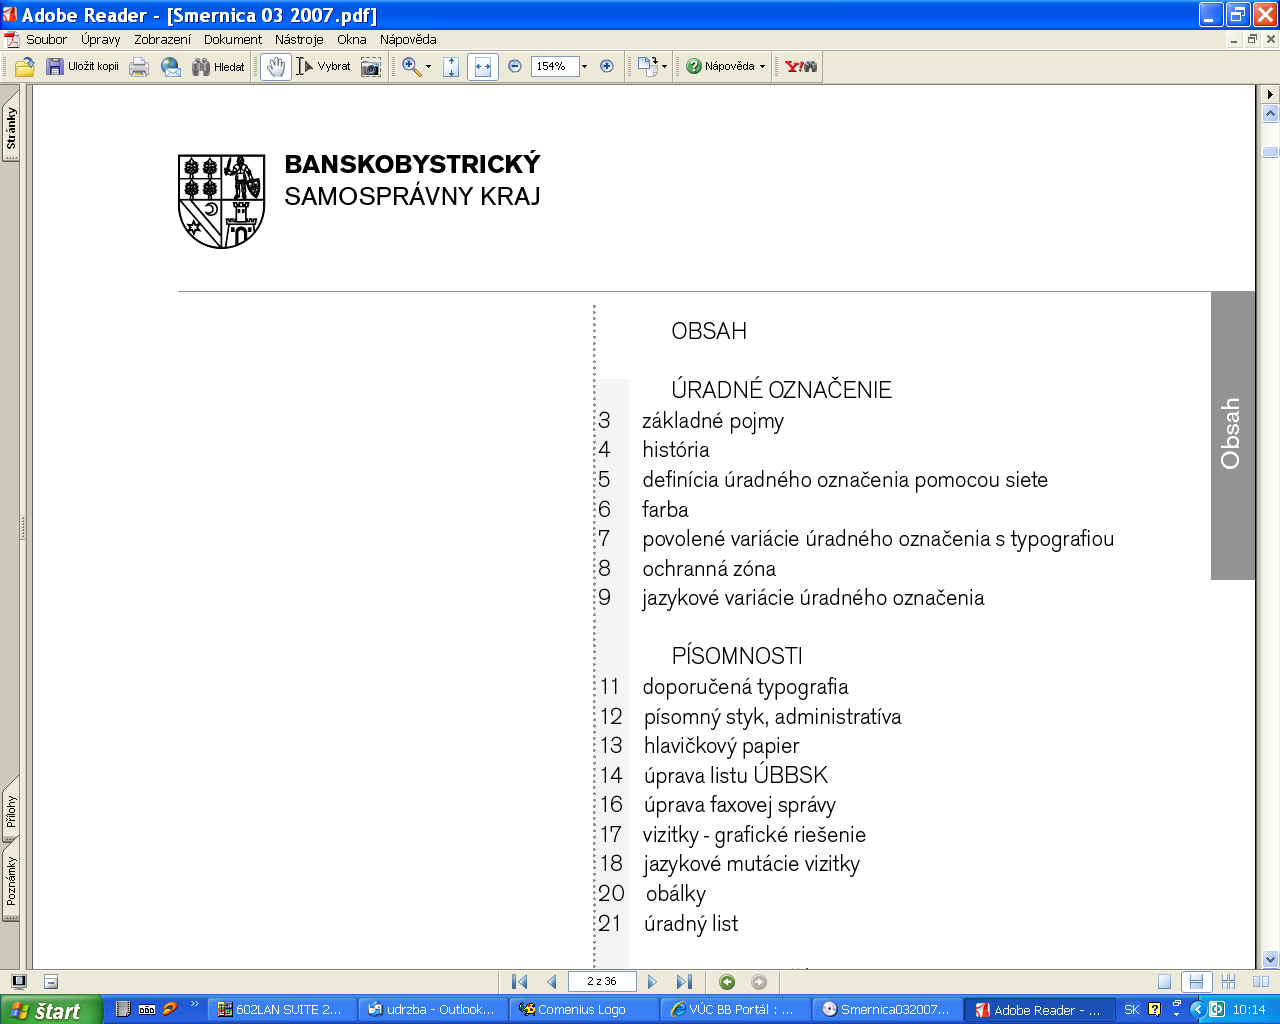 Adobe Reader - [Smernica 03 2007.pdf]
Soubor Úpravy Zobrazení Dokument Nástroje Okna Nápověda
Uložit kopii Hledat Vybrat 154% Nápověda Y!
Stránky
BANSKOBYSTRICKÝ
SAMOSPRÁVNY KRAJ
Obsah
OBSAH
ÚRADNÉ OZNAČENIE
3 základné pojmy
4 história
5 definícia úradného označenia pomocou siete
6 farba
7 povolené variácie úradného označenia s typografiou
8 ochranná zóna
9 jazykové variácie úradného označenia
PÍSOMNOSTI
11 doporučená typografia
12 písomný styk, administratíva
13 hlavičkový papier
14 úprava listu ÚBBSK
16 úprava faxovej správy
17 vizitky - grafické riešenie
18 jazykové mutácie vizitky
20 obálky
21 úradný list
Přílohy
Poznámky
2 z 36
štart 602LAN SUITE 2... udrzba - Outlook... Comenius Logo VÚC BB Portál : ... Smernica032007... Adobe Reader - ... SK 10:14